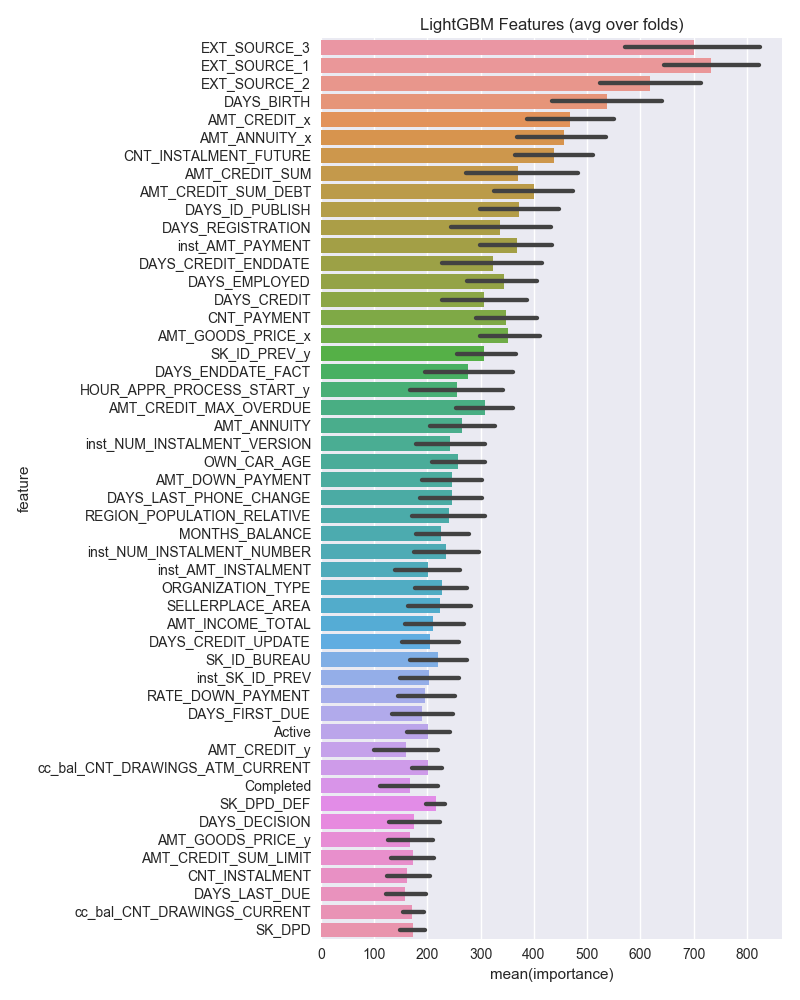 LightGBM Features (avg over folds)
EXT_SOURCE_3
EXT_SOURCE_1
EXT_SOURCE_2
DAYS_BIRTH
AMT_CREDIT_x
AMT_ANNUITY_x
CNT_INSTALMENT_FUTURE
AMT_CREDIT_SUM
AMT_CREDIT_SUM_DEBT
DAYS_ID_PUBLISH
DAYS_REGISTRATION
inst_AMT_PAYMENT
DAYS_CREDIT_ENDDATE
DAYS_EMPLOYED
DAYS_CREDIT
CNT_PAYMENT
AMT_GOODS_PRICE_x
SK_ID_PREV_y
DAYS_ENDDATE_FACT
HOUR_APPR_PROCESS_START_y
AMT_CREDIT_MAX_OVERDUE
AMT_ANNUITY
inst_NUM_INSTALMENT_VERSION
OWN_CAR_AGE
AMT_DOWN_PAYMENT
DAYS_LAST_PHONE_CHANGE
REGION_POPULATION_RELATIVE
MONTHS_BALANCE
inst_NUM_INSTALMENT_NUMBER
inst_AMT_INSTALMENT
ORGANIZATION_TYPE
SELLERPLACE_AREA
AMT_INCOME_TOTAL
DAYS_CREDIT_UPDATE
SK_ID_BUREAU
inst_SK_ID_PREV
RATE_DOWN_PAYMENT
DAYS_FIRST_DUE
Active
AMT_CREDIT_y
cc_bal_CNT_DRAWINGS_ATM_CURRENT
Completed
SK_DPD_DEF
DAYS_DECISION
AMT_GOODS_PRICE_y
AMT_CREDIT_SUM_LIMIT
CNT_INSTALMENT
DAYS_LAST_DUE
cc_bal_CNT_DRAWINGS_CURRENT
SK_DPD
feature
0 100 200 300 400 500 600 700 800
mean(importance)